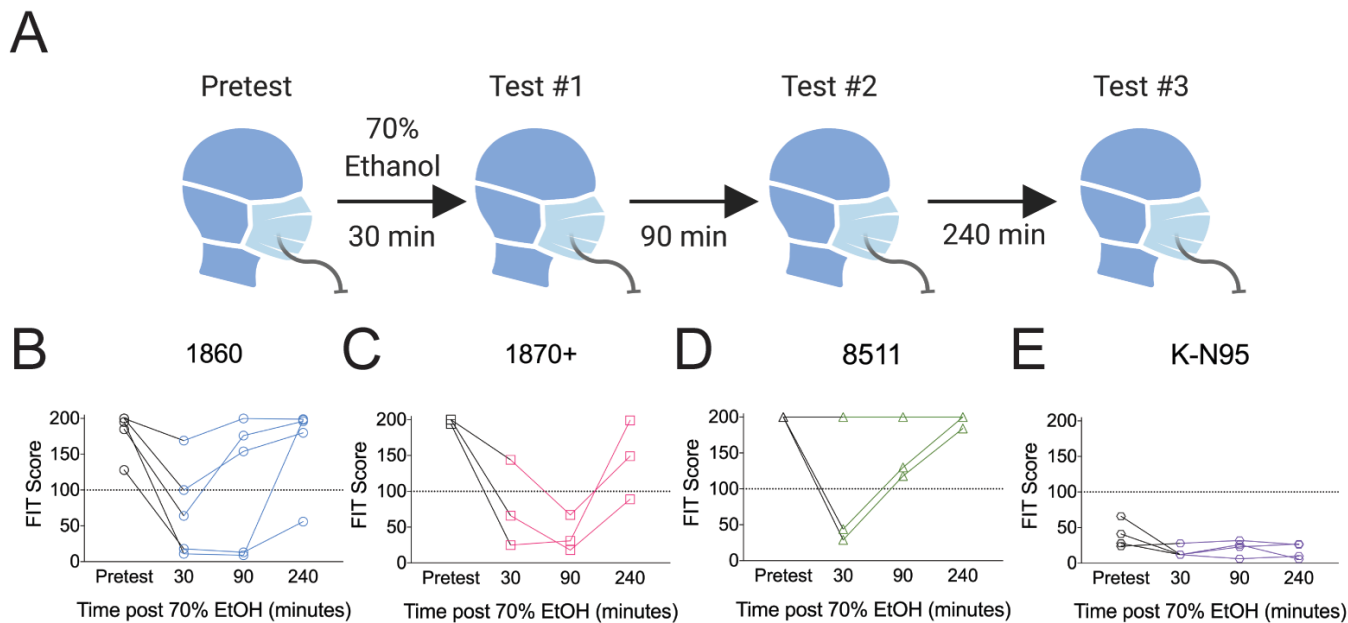 A
Pretest
Test #1
Test #2
Test #3
70%
Ethanol
30 min
90 min
240 min
B
1860
C
1870+
D
8511
E
K-N95
FIT Score
200
150
100
50
0
Pretest 30 90 240
Time post 70% EtOH (minutes)
FIT Score
200
150
100
50
0
Pretest 30 90 240
Time post 70% EtOH (minutes)
FIT Score
200
150
100
50
0
Pretest 30 90 240
Time post 70% EtOH (minutes)
FIT Score
200
150
100
50
0
Pretest 30 90 240
Time post 70% EtOH (minutes)